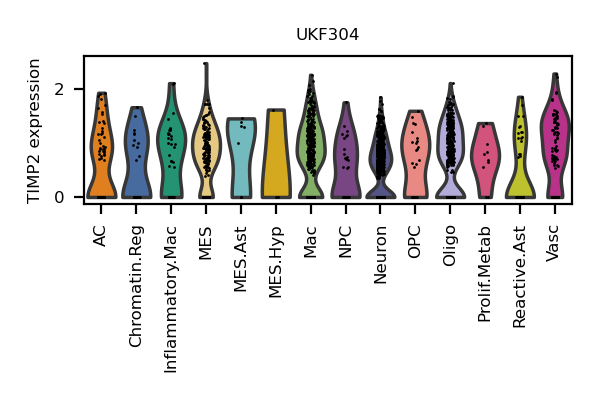 UKF304
TIMP2 expression
2
0
AC
Chromatin.Reg
Inflammatory.Mac
MES
MES.Ast
MES.Hyp
Mac
NPC
Neuron
OPC
Oligo
Prolif.Metab
Reactive.Ast
Vasc